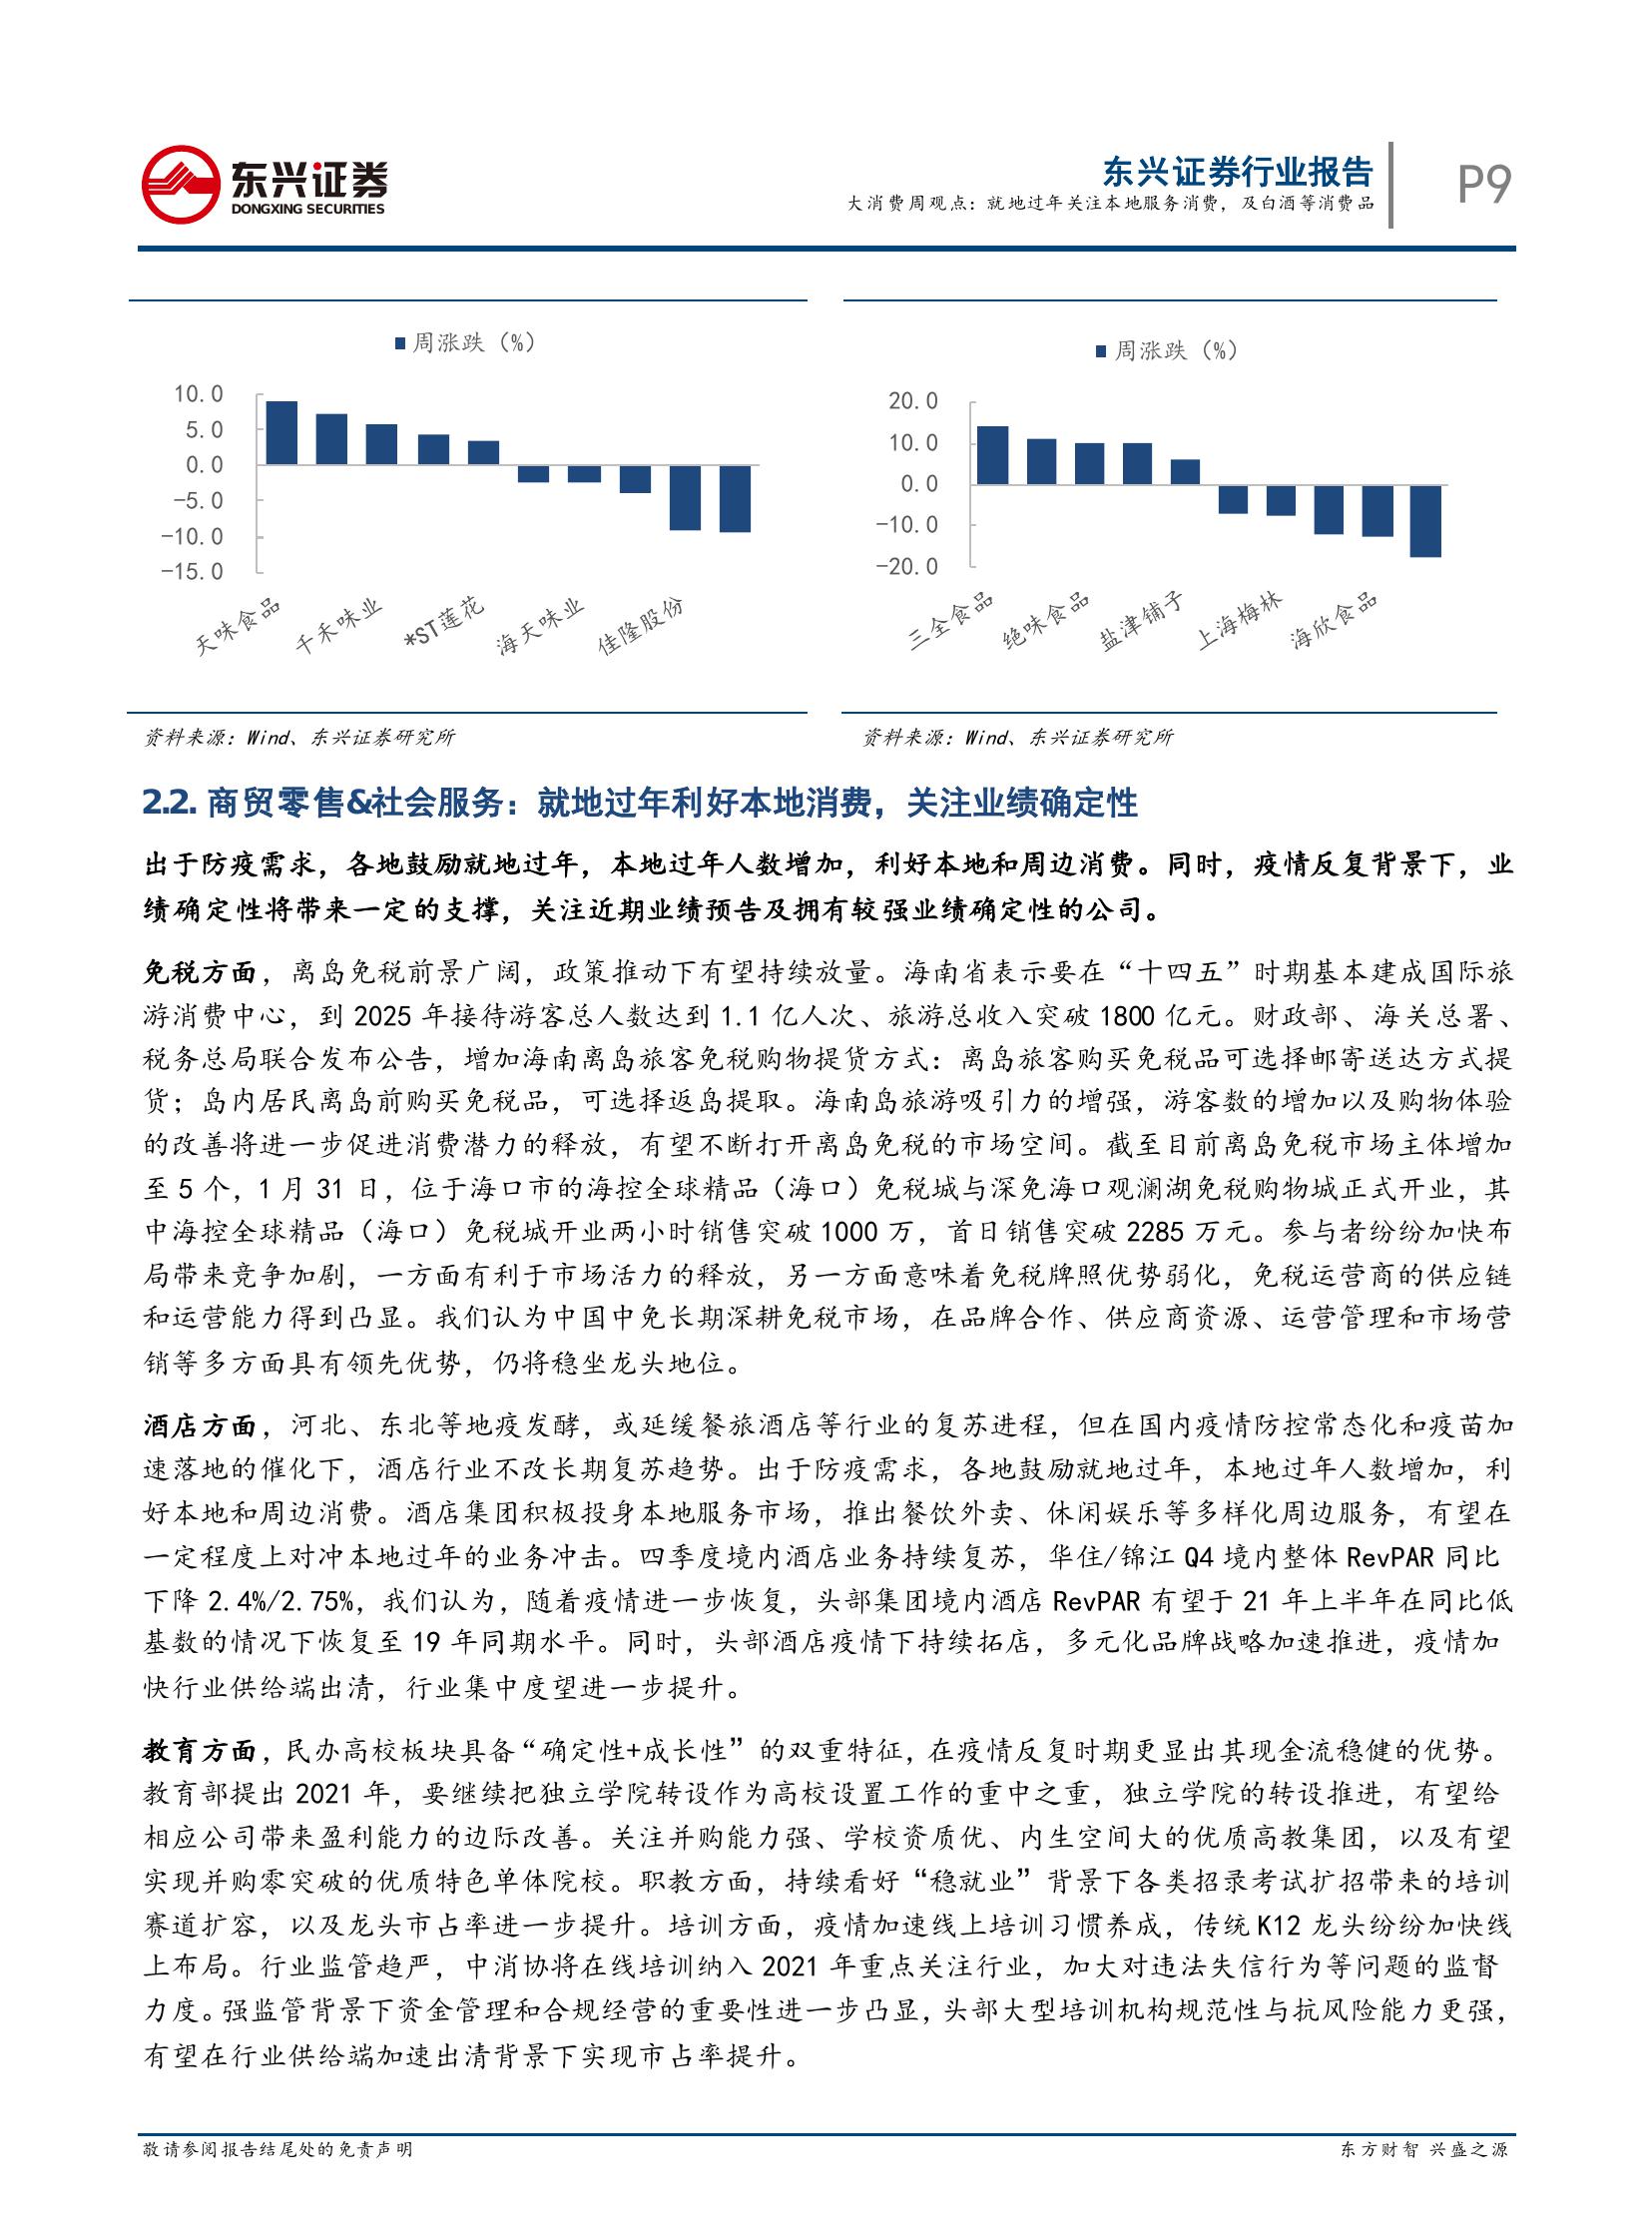 东兴证券
DONGXING SECURITIES
东兴证券行业报告
大消费周观点：就地过年关注本地服务消费，及白酒等消费品
P9
周涨跌（%）
10.0
5.0
0.0
-5.0
-10.0
-15.0
天味食品
千禾味业
*ST莲花
海天味业
佳隆股份
周涨跌（%）
20.0
10.0
0.0
-10.0
-20.0
三全食品
绝味食品
盐津铺子
上海梅林
海欣食品
资料来源：Wind、东兴证券研究所
资料来源：Wind、东兴证券研究所
2.2. 商贸零售&社会服务：就地过年利好本地消费，关注业绩确定性
出于防疫需求，各地鼓励就地过年，本地过年人数增加，利好本地和周边消费。同时，疫情反复背景下，业
绩确定性将带来一定的支撑，关注近期业绩预告及拥有较强业绩确定性的公司。
免税方面，离岛免税前景广阔，政策推动下有望持续放量。海南省表示要在“十四五”时期基本建成国际旅
游消费中心，到 2025 年接待游客总人数达到 1.1 亿人次、旅游总收入突破 1800 亿元。财政部、海关总署、
税务总局联合发布公告，增加海南离岛旅客免税购物提货方式：离岛旅客购买免税品可选择邮寄送达方式提
货；岛内居民离岛前购买免税品，可选择返岛提取。海南岛旅游吸引力的增强，游客数的增加以及购物体验
的改善将进一步促进消费潜力的释放，有望不断打开离岛免税的市场空间。截至目前离岛免税市场主体增加
至 5 个，1 月 31 日，位于海口市的海控全球精品（海口）免税城与深免海口观澜湖免税购物城正式开业，其
中海控全球精品（海口）免税城开业两小时销售突破 1000 万，首日销售突破 2285 万元。参与者纷纷加快布
局带来竞争加剧，一方面有利于市场活力的释放，另一方面意味着免税牌照优势弱化，免税运营商的供应链
和运营能力得到凸显。我们认为中国中免长期深耕免税市场，在品牌合作、供应商资源、运营管理和市场营
销等多方面具有领先优势，仍将稳坐龙头地位。
酒店方面，河北、东北等地疫发酵，或延缓餐旅酒店等行业的复苏进程，但在国内疫情防控常态化和疫苗加
速落地的催化下，酒店行业不改长期复苏趋势。出于防疫需求，各地鼓励就地过年，本地过年人数增加，利
好本地和周边消费。酒店集团积极投身本地服务市场，推出餐饮外卖、休闲娱乐等多样化周边服务，有望在
一定程度上对冲本地过年的业务冲击。四季度境内酒店业务持续复苏，华住/锦江 Q4 境内整体 RevPAR 同比
下降 2.4%/2.75%，我们认为，随着疫情进一步恢复，头部集团境内酒店 RevPAR 有望于 21 年上半年在同比低
基数的情况下恢复至 19 年同期水平。同时，头部酒店疫情下持续拓店，多元化品牌战略加速推进，疫情加
快行业供给端出清，行业集中度望进一步提升。
教育方面，民办高校板块具备“确定性+成长性”的双重特征，在疫情反复时期更显出其现金流稳健的优势。
教育部提出 2021 年，要继续把独立学院转设作为高校设置工作的重中之重，独立学院的转设推进，有望给
相应公司带来盈利能力的边际改善。关注并购能力强、学校资质优、内生空间大的优质高教集团，以及有望
实现并购零突破的优质特色单体院校。职教方面，持续看好“稳就业”背景下各类招录考试扩招带来的培训
赛道扩容，以及龙头市占率进一步提升。培训方面，疫情加速线上培训习惯养成，传统 K12 龙头纷纷加快线
上布局。行业监管趋严，中消协将在线培训纳入 2021 年重点关注行业，加大对违法失信行为等问题的监督
力度。强监管背景下资金管理和合规经营的重要性进一步凸显，头部大型培训机构规范性与抗风险能力更强，
有望在行业供给端加速出清背景下实现市占率提升。
敬请参阅报告结尾处的免责声明
东方财智 兴盛之源